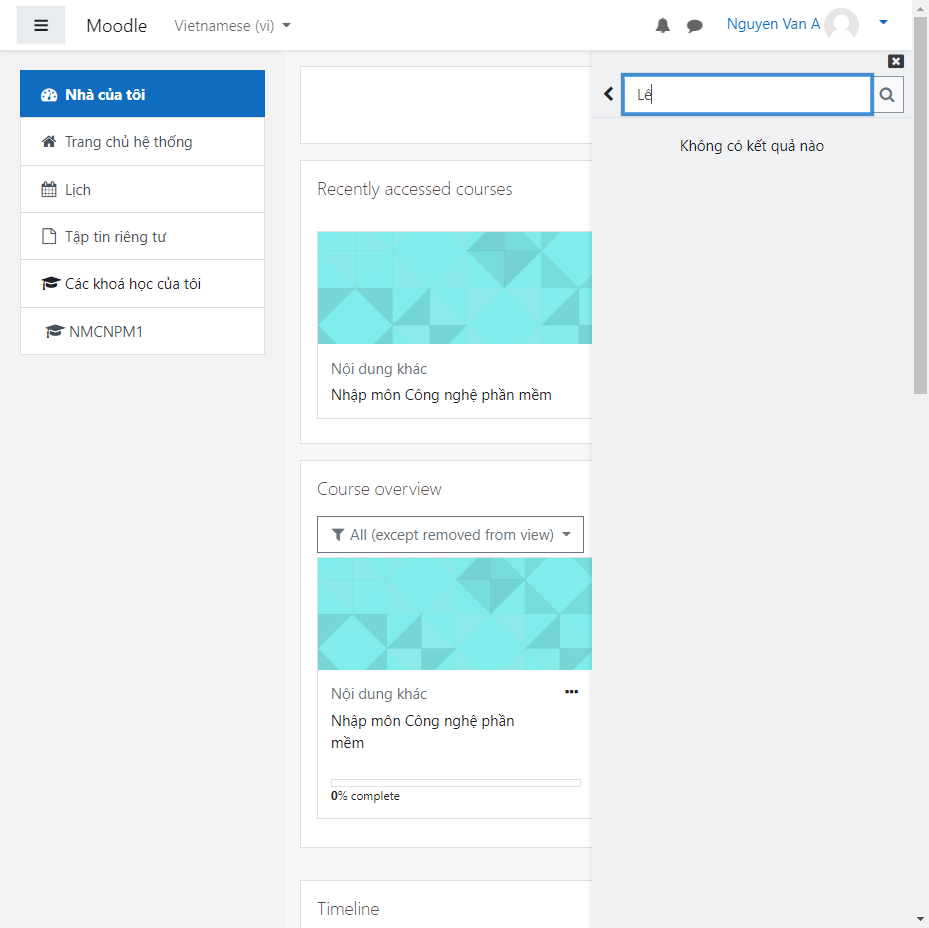 Moodle
Vietnamese (vi)
Nguyen Van A
Nhà của tôi
Trang chủ hệ thống
Lịch
Tập tin riêng tư
Các khoá học của tôi
NMCNPM1
Recently accessed courses
Nội dung khác
Nhập môn Công nghệ phần mềm
Course overview
All (except removed from view)
Nội dung khác
Nhập môn Công nghệ phần
mềm
0% complete
Timeline
Lê
Không có kết quả nào